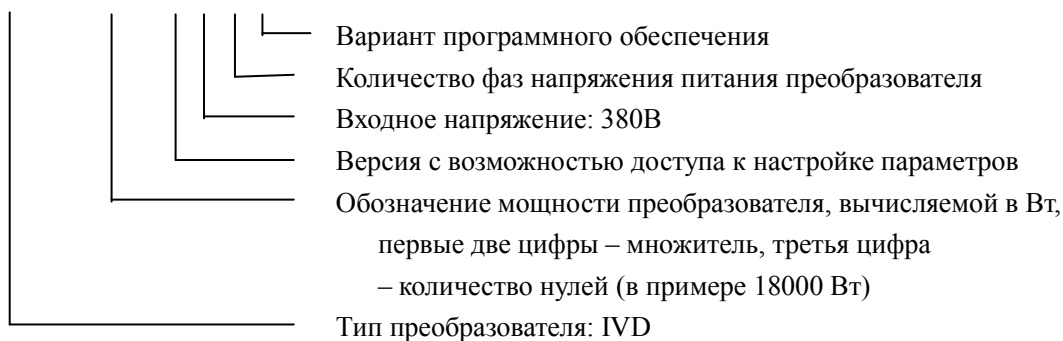 Вариант программного обеспечения
Количество фаз напряжения питания преобразователя
Входное напряжение: 380В
Версия с возможностью доступа к настройке параметров
Обозначение мощности преобразователя, вычисляемой в Вт,
первые две цифры – множитель, третья цифра
– количество нулей (в примере 18000 Вт)
Тип преобразователя: IVD